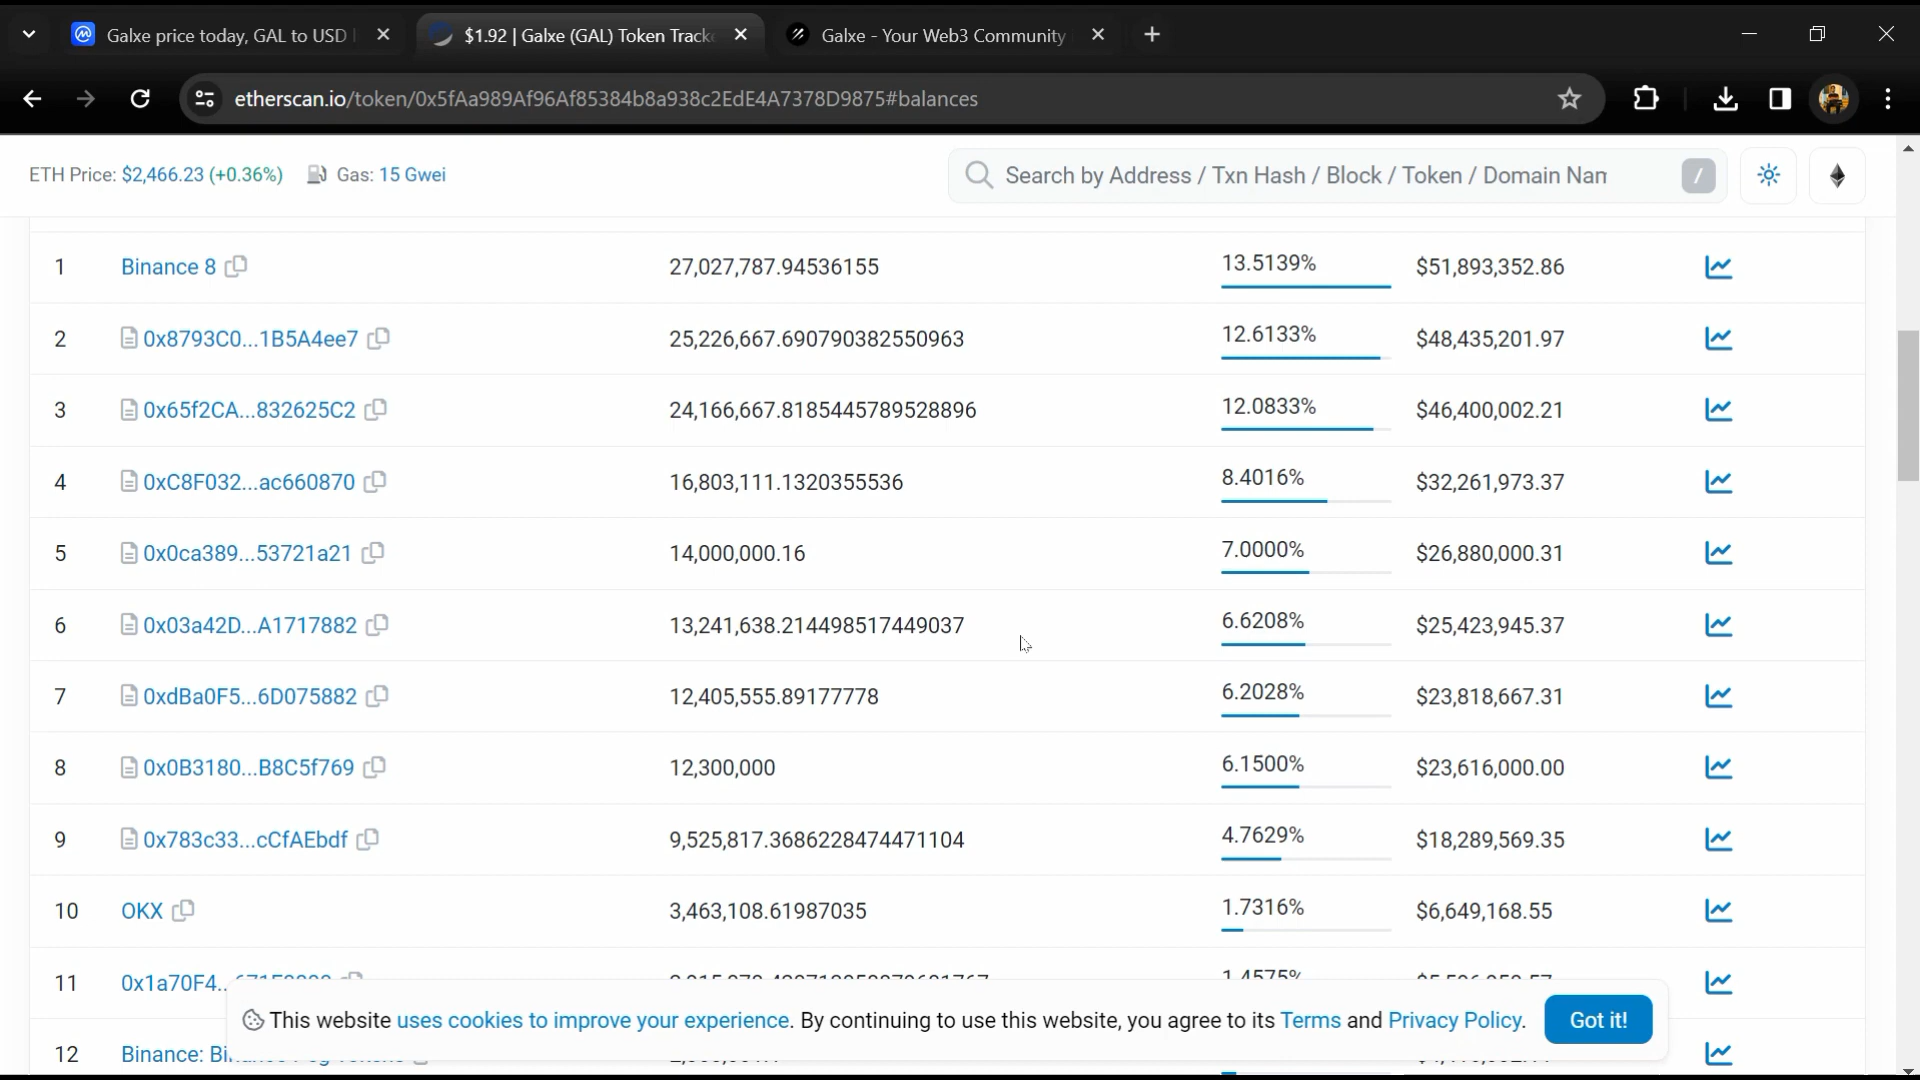 Galxe price today, GAL to USD
$1.92 | Galxe (GAL) Token Track
Galxe - Your Web3 Community
etherscan.io/token/0x5fAa989Af96Af85384b8a938c2EdE4A7378D9875#balances
ETH Price: $2,466.23 (+0.36%) Gas: 15 Gwei
Search by Address / Txn Hash / Block / Token / Domain Nam
/
1 Binance 8 27,027,787.94536155 13.5139% $51,893,352.86
2 0x8793C0...1B5A4ee7 25,226,667.690790382550963 12.6133% $48,435,201.97
3 0x65f2CA...832625C2 24,166,667.8185445789528896 12.0833% $46,400,002.21
4 0xC8F032...ac660870 16,803,111.1320355536 8.4016% $32,261,973.37
5 0x0ca389...53721a21 14,000,000.16 7.0000% $26,880,000.31
6 0x03a42D...A1717882 13,241,638.214498517449037 6.6208% $25,423,945.37
7 0xdBa0F5...6D075882 12,405,555.89177778 6.2028% $23,818,667.31
8 0x0B3180...B8C5f769 12,300,000 6.1500% $23,616,000.00
9 0x783c33...cCfAEbdf 9,525,817.3686228474471104 4.7629% $18,289,569.35
10 OKX 3,463,108.61987035 1.7316% $6,649,168.55
11 0x1a70F4.. 1.4575%
This website uses cookies to improve your experience. By continuing to use this website, you agree to its Terms and Privacy Policy. Got it!
12 Binance: